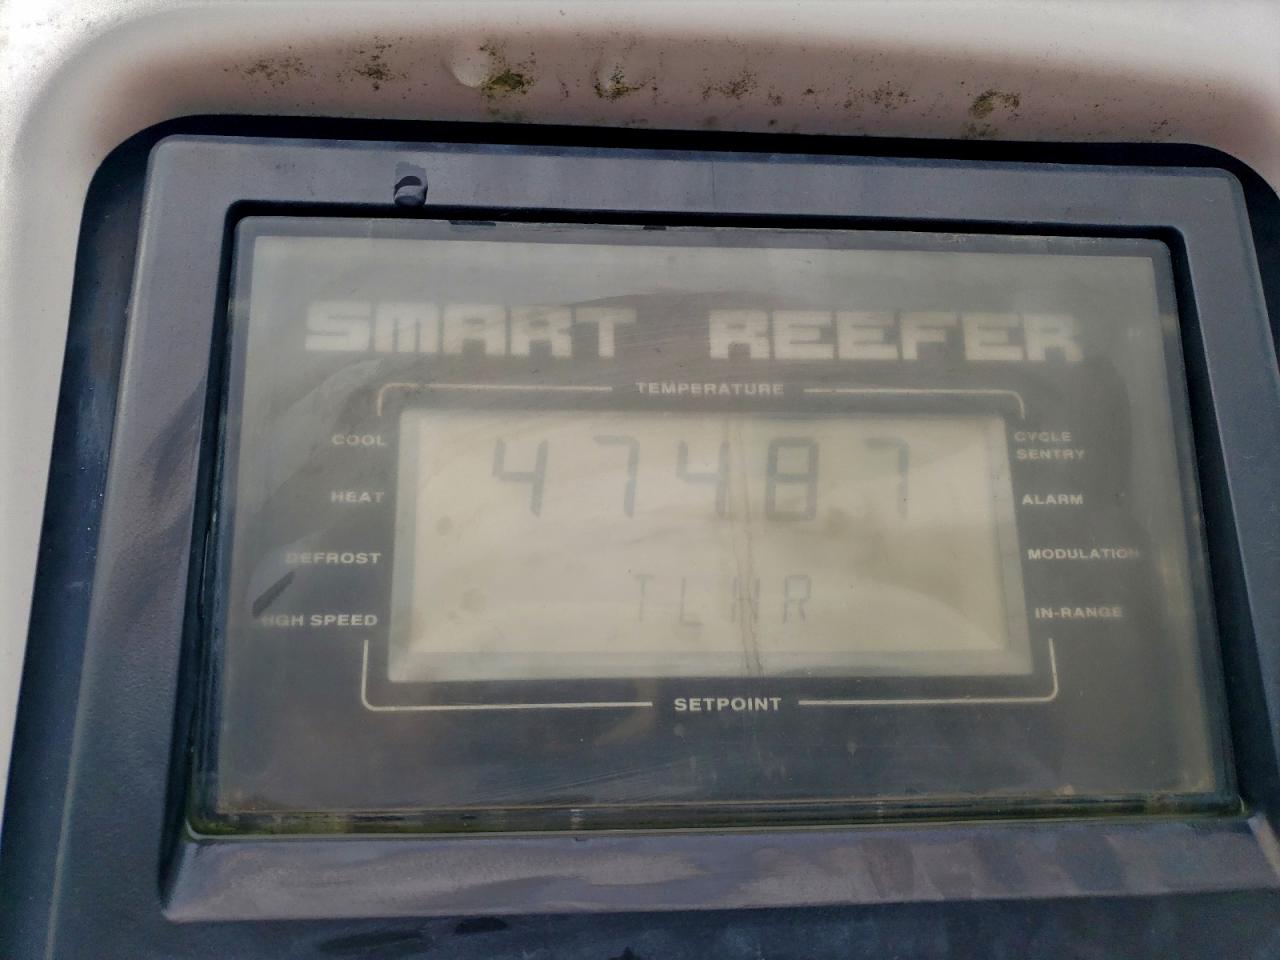 SMART REEFER
TEMPERATURE
COOL
HEAT
DEFROST
HIGH SPEED
47487
TLHR
CYCLE
SENTRY
ALARM
MODULATION
IN-RANGE
SETPOINT